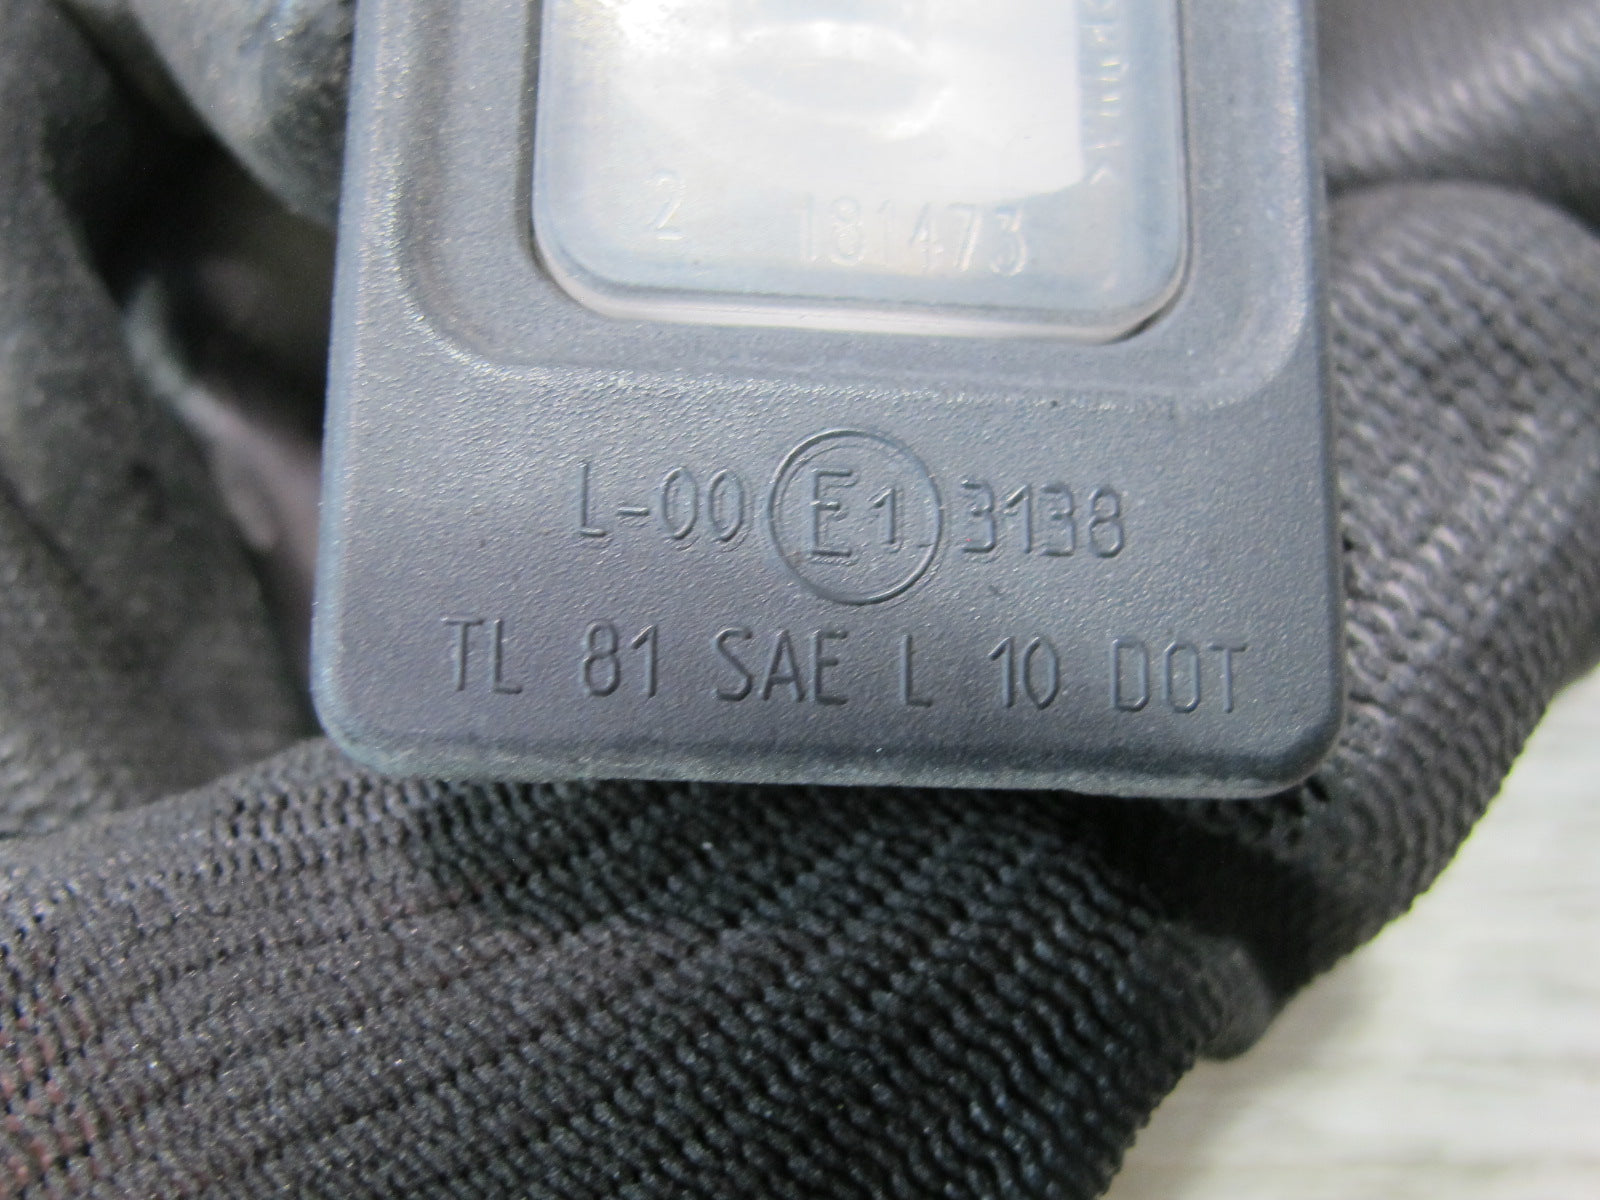 2 181473
L-00 E1 3138
TL 81 SAE L 10 DOT